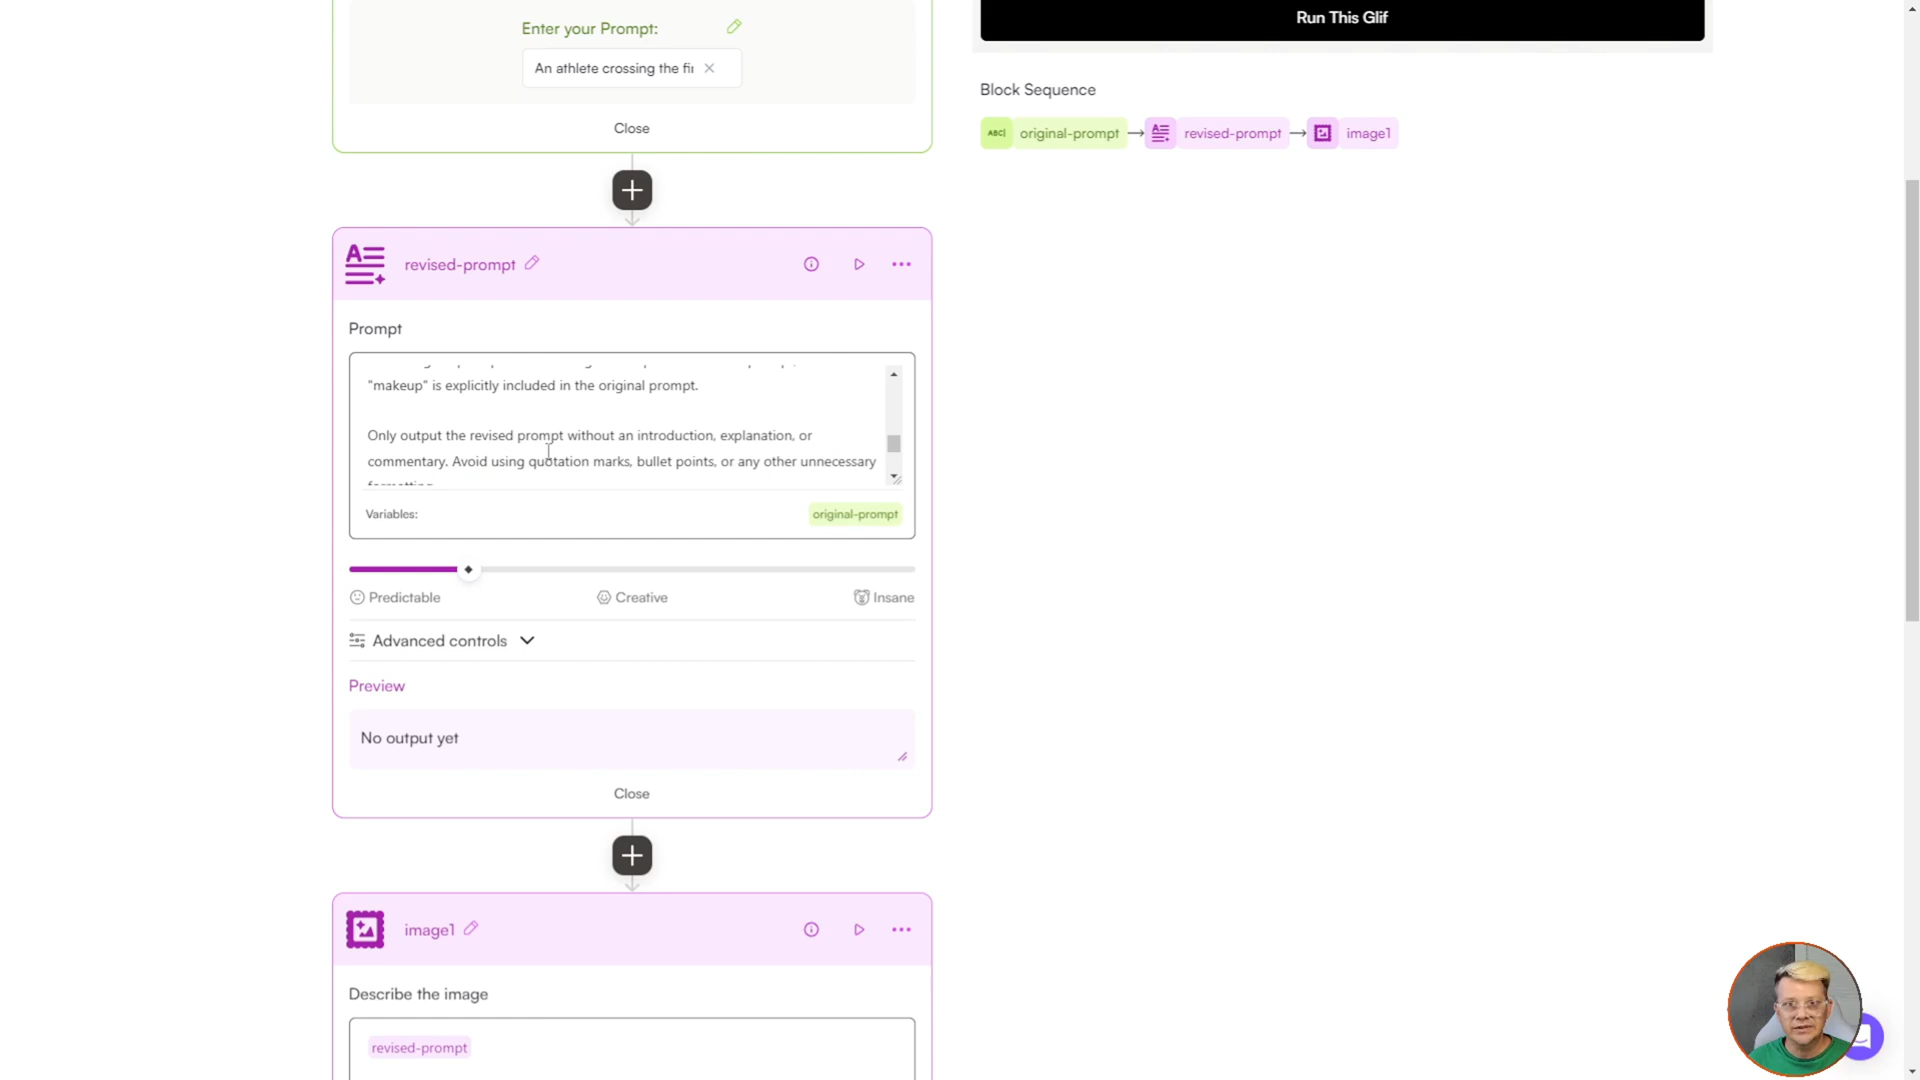 Enter your Prompt:
An athlete crossing the fi
Close
Run This Glif
Block Sequence
ABC| original-prompt revised-prompt image1
revised-prompt
Prompt
"makeup" is explicitly included in the original prompt.
Only output the revised prompt without an introduction, explanation, or
commentary. Avoid using quotation marks, bullet points, or any other unnecessary
Variables:
original-prompt
Predictable
Creative
Insane
Advanced controls
Preview
No output yet
Close
image1
Describe the image
revised-prompt